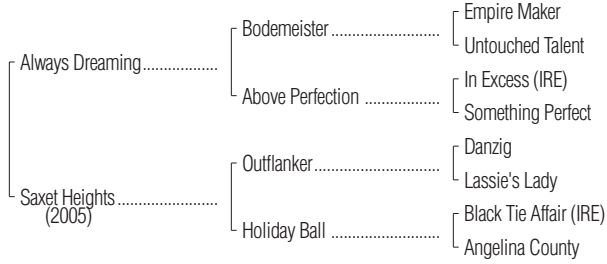 Empire Maker
Bodemeister
Untouched Talent
Always Dreaming
In Excess (IRE)
Above Perfection
Something Perfect
Danzig
Outflanker
Lassie's Lady
Saxet Heights
(2005)
Black Tie Affair (IRE)
Holiday Ball
Angelina County